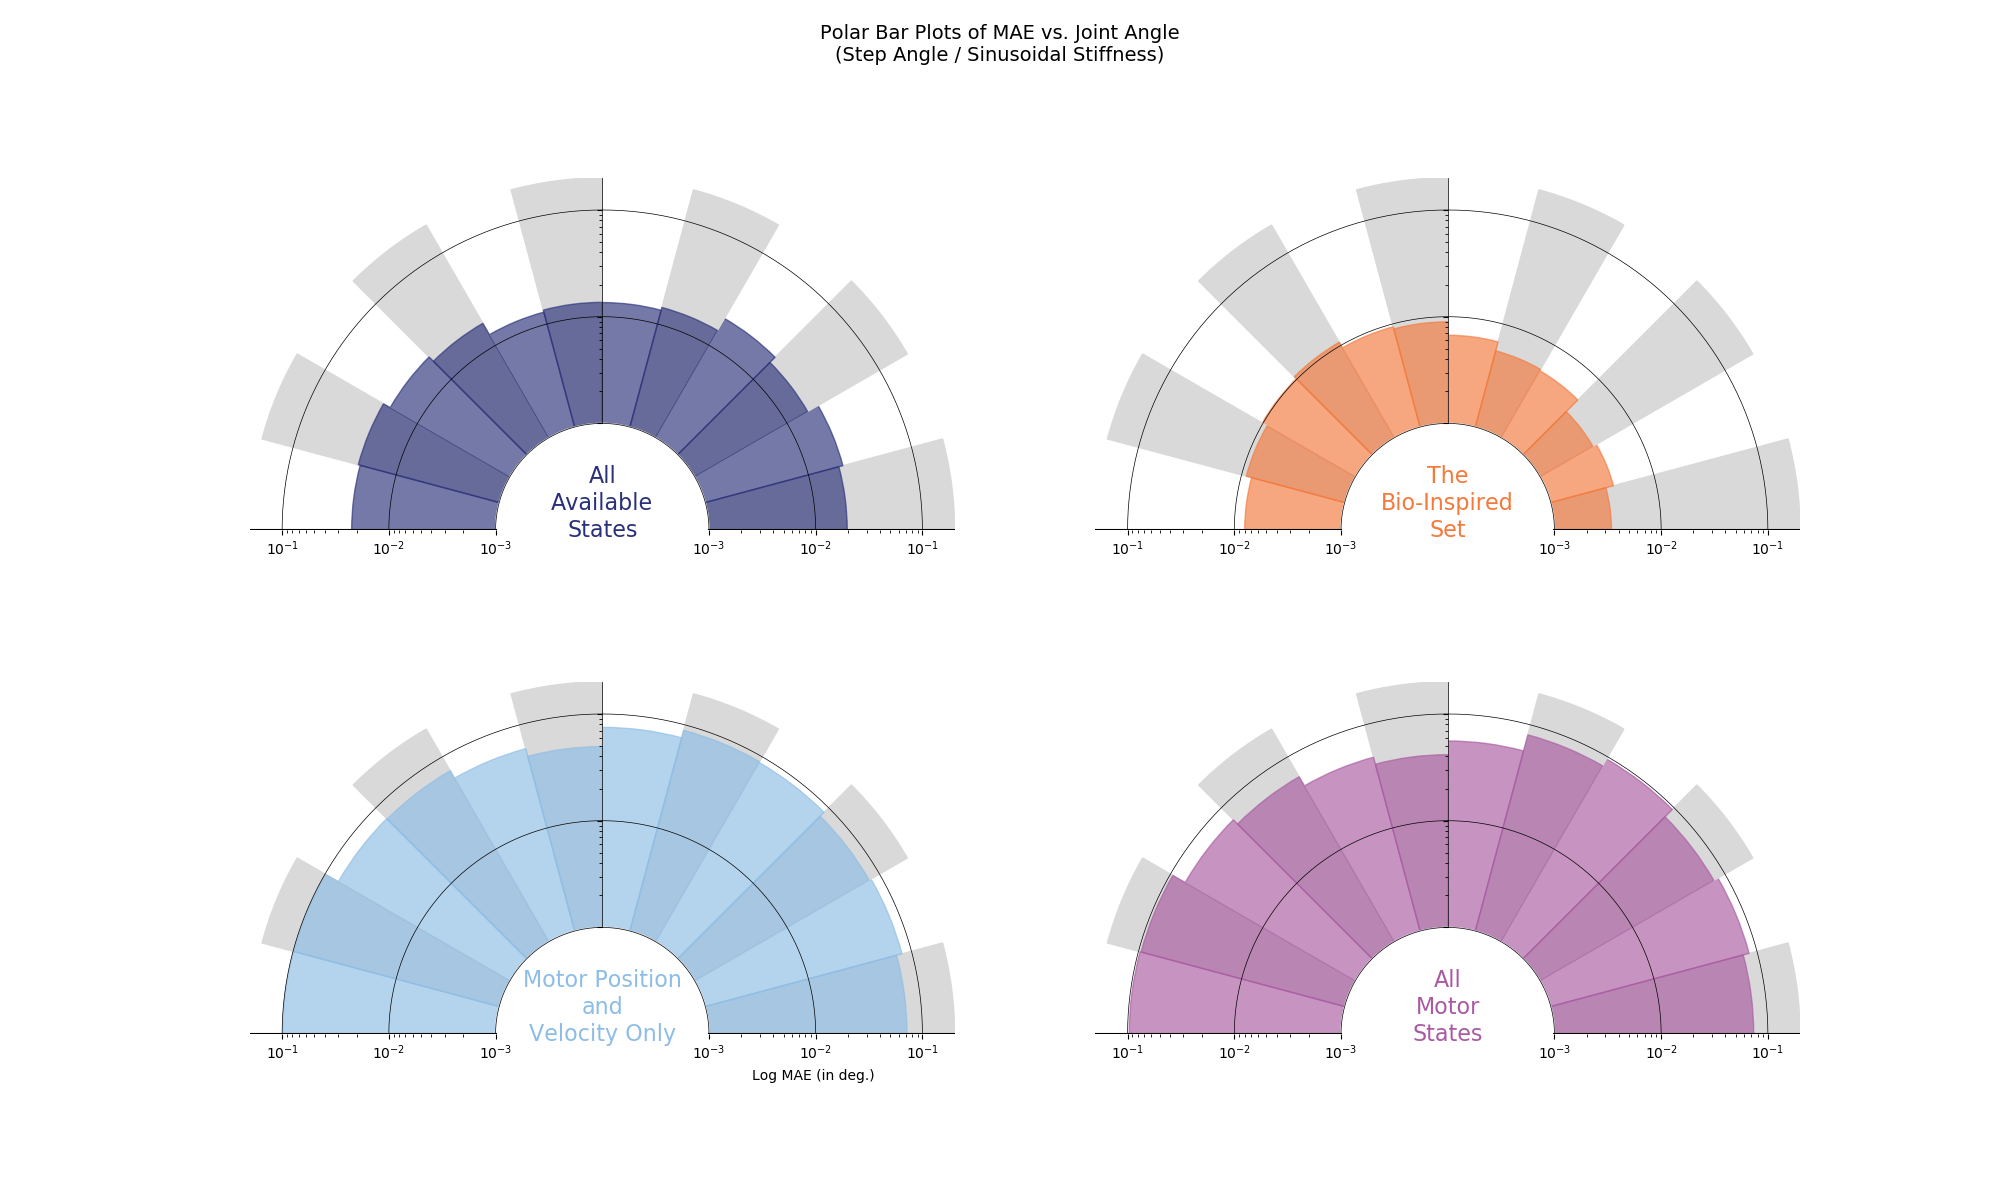 Polar Bar Plots of MAE vs. Joint Angle
(Step Angle / Sinusoidal Stiffness)
All
Available
States
10⁻¹ 10⁻² 10⁻³ 10⁻³ 10⁻² 10⁻¹
The
Bio-Inspired
Set
10⁻¹ 10⁻² 10⁻³ 10⁻³ 10⁻² 10⁻¹
Motor Position
and
Velocity Only
10⁻¹ 10⁻² 10⁻³ 10⁻³ 10⁻² 10⁻¹
Log MAE (in deg.)
All
Motor
States
10⁻¹ 10⁻² 10⁻³ 10⁻³ 10⁻² 10⁻¹